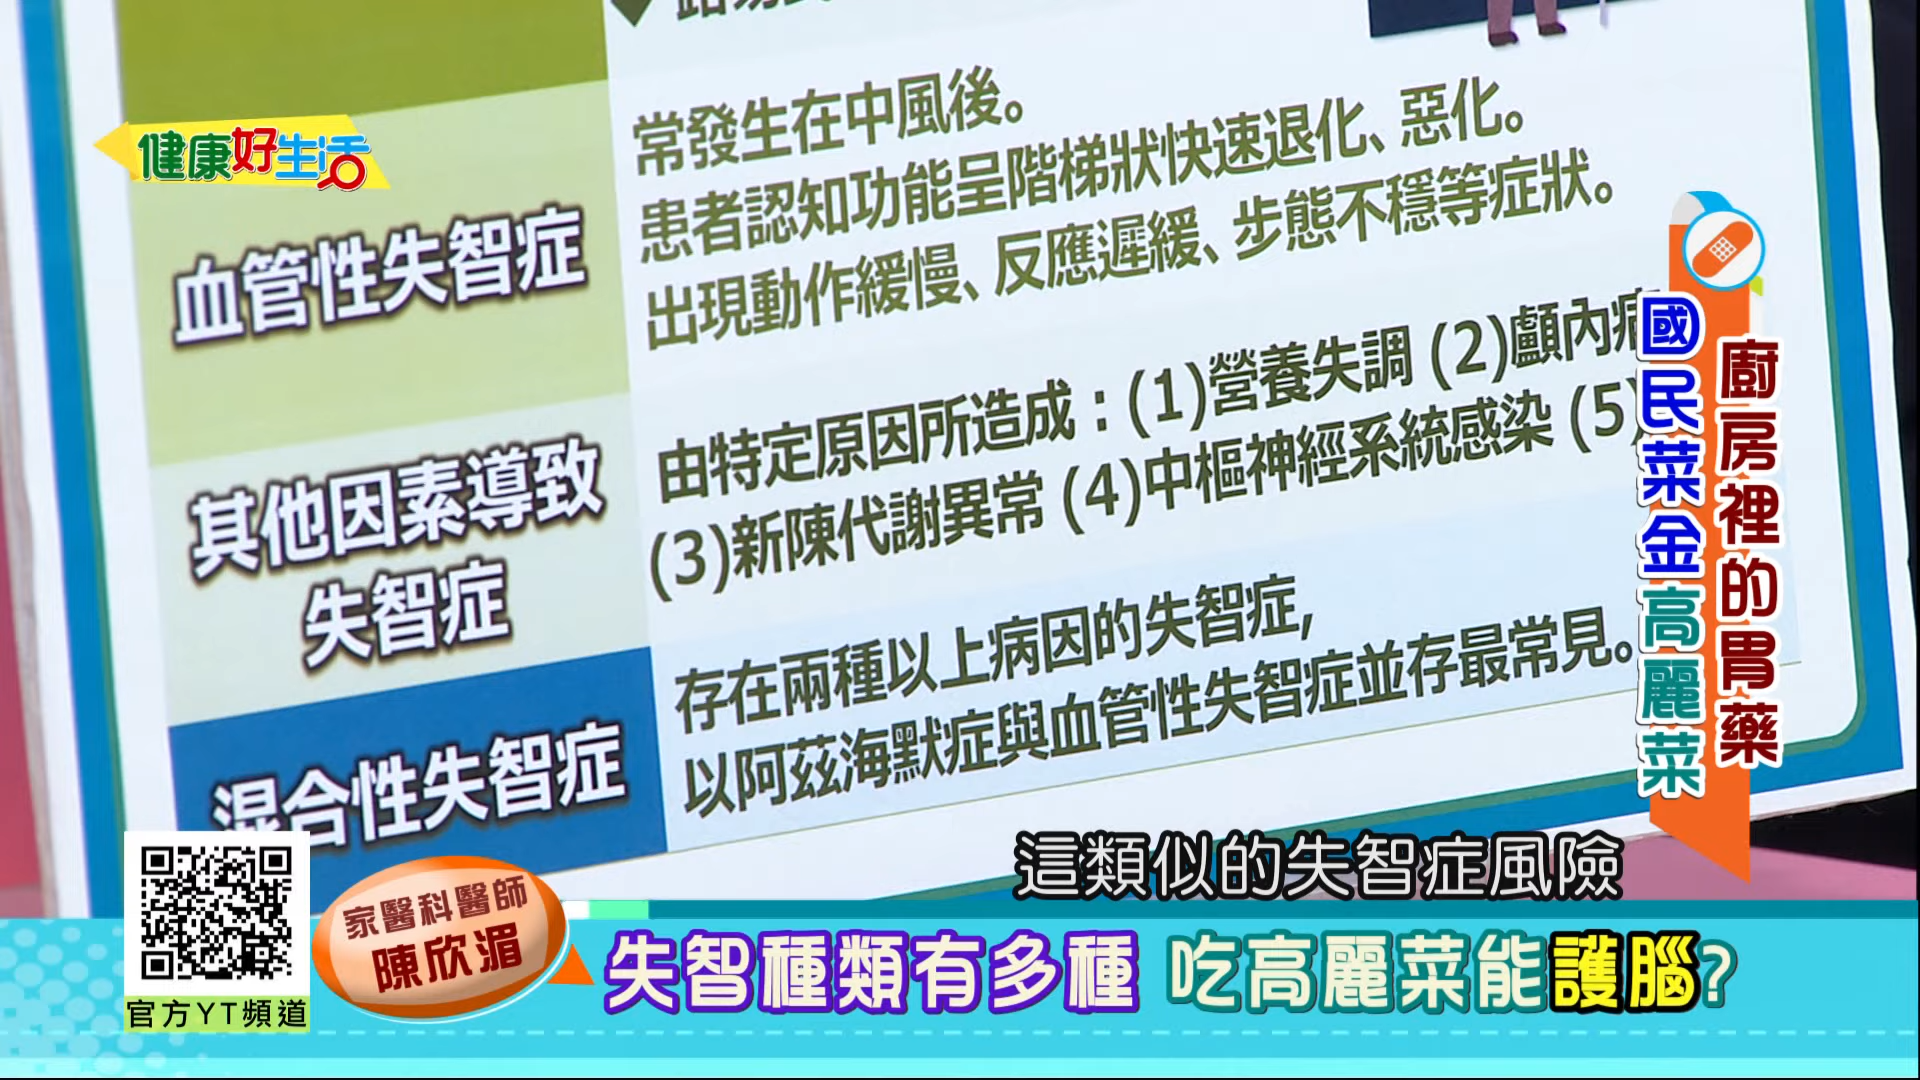 健康好生活
血管性失智症
常發生在中風後。
患者認知功能呈階梯狀快速退化、惡化。
出現動作緩慢、反應遲緩、步態不穩等症狀。
其他因素導致
失智症
由特定原因所造成：(1)營養失調 (2)顱內病
(3)新陳代謝異常 (4)中樞神經系統感染 (5)
混合性失智症
存在兩種以上病因的失智症,
以阿茲海默症與血管性失智症並存最常見。
廚房裡的胃藥
國民菜金高麗菜
這類似的失智症風險
官方YT頻道
家醫科醫師
陳欣湄
失智種類有多種 吃高麗菜能護腦?